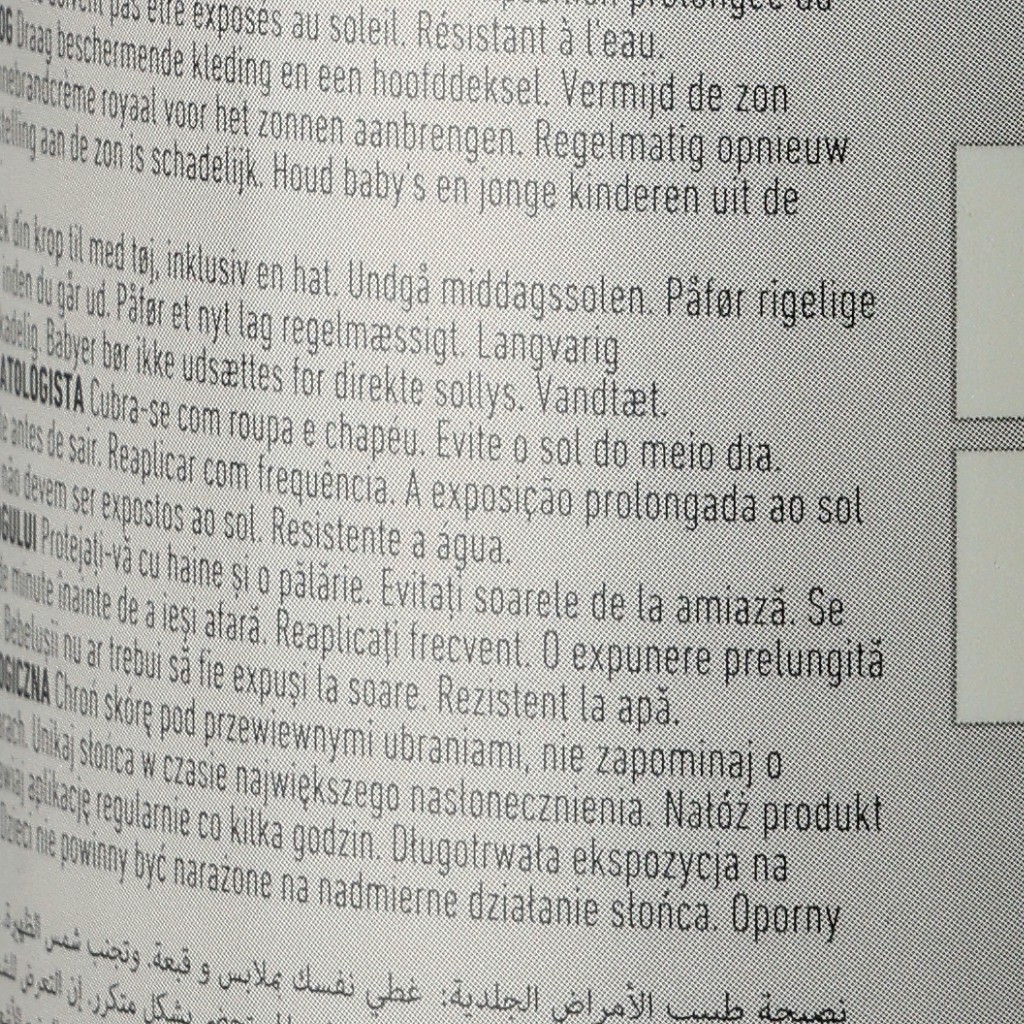 pas être exposés au soleil. Résistant à l'eau.
Draag beschermende kleding en een hoofddeksel. Vermijd de zon
royaal voor het zonnen aanbrengen. Regelmatig opnieuw
aan de zon is schadelijk. Houd baby's en jonge kinderen uit de
din krop til med tøj, inklusiv en hat. Undgå middagssolen. Påfør rigelige
inden du går ud. Påfør et nyt lag regelmæssigt. Langvarig
Babyer bør ikke udsættes for direkte sollys. Vandtæt.
Cubra-se com roupa e chapéu. Evite o sol do meio dia.
antes de sair. Reaplicar com frequência. A exposição prolongada ao sol
não devem ser expostos ao sol. Resistente a água.
Protejați-vă cu haine și o pălărie. Evitați soarele de la amiază. Se
minute înainte de a ieși afară. Reaplicați frecvent. O expunere prelungită
Bebelușii nu ar trebui să fie expuși la soare. Rezistent la apă.
Chroń skórę pod przewiewnymi ubraniami, nie zapominaj o
Unikaj słońca w czasie największego nasłonecznienia. Nałóż produkt
aplikację regularnie co kilka godzin. Długotrwała ekspozycja na
Dzieci nie powinny być narażone na nadmierne działanie słońca. Oporny
نصيحة طبيب الأمراض الجلدية: غطي نفسك بملابس و قبعة. وتجنب شمس الظهيرة
بشكل متكرر. إن التعرض